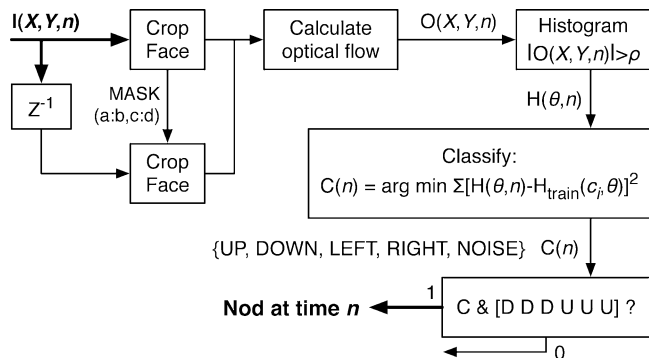 I(X,Y,n)
Crop
Face
Calculate
optical flow
O(X,Y,n)
Histogram
|O(X,Y,n)|>ρ
Z⁻¹
MASK
(a:b,c:d)
Crop
Face
H(θ,n)
Classify:
C(n) = arg min Σ[H(θ,n)-H_train(c_i,θ)]²
{UP, DOWN, LEFT, RIGHT, NOISE} C(n)
Nod at time n
1
C & [D D D U U U] ?
0